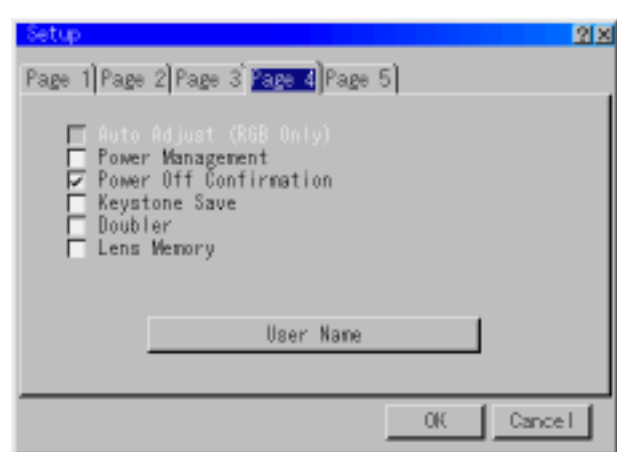 Setup
Page 1 Page 2 Page 3 Page 4 Page 5
Auto Adjust (RGB Only)
Power Management
Power Off Confirmation
Keystone Save
Doubler
Lens Memory
User Name
OK Cancel